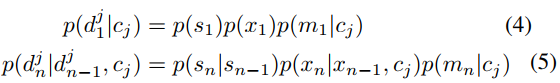 p(d_1^j|c_j) = p(s_1)p(x_1)p(m_1|c_j) (4)
p(d_n^j|d_{n-1}^j, c_j) = p(s_n|s_{n-1})p(x_n|x_{n-1}, c_j)p(m_n|c_j) (5)